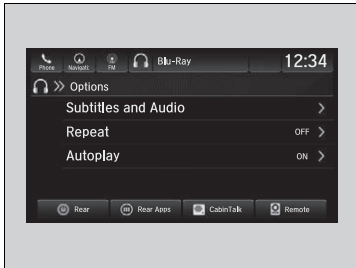 Phone Navigati FM Blu-Ray 12:34
Options
Subtitles and Audio
Repeat OFF
Autoplay ON
Rear Rear Apps CabinTalk Remote